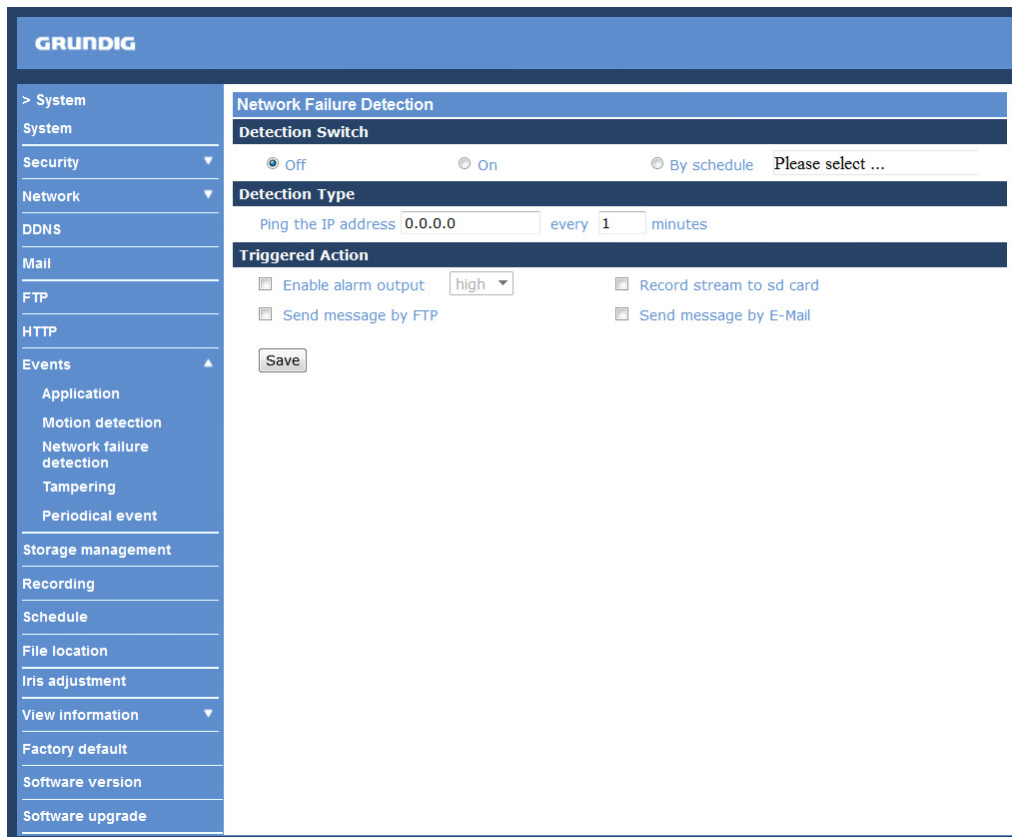 GRUNDIG
> System
System
Security
Network
DDNS
Mail
FTP
HTTP
Events
Application
Motion detection
Network failure
detection
Tampering
Periodical event
Storage management
Recording
Schedule
File location
Iris adjustment
View information
Factory default
Software version
Software upgrade
Network Failure Detection
Detection Switch
Off On By schedule Please select ...
Detection Type
Ping the IP address 0.0.0.0 every 1 minutes
Triggered Action
Enable alarm output high Record stream to sd card
Send message by FTP Send message by E-Mail
Save